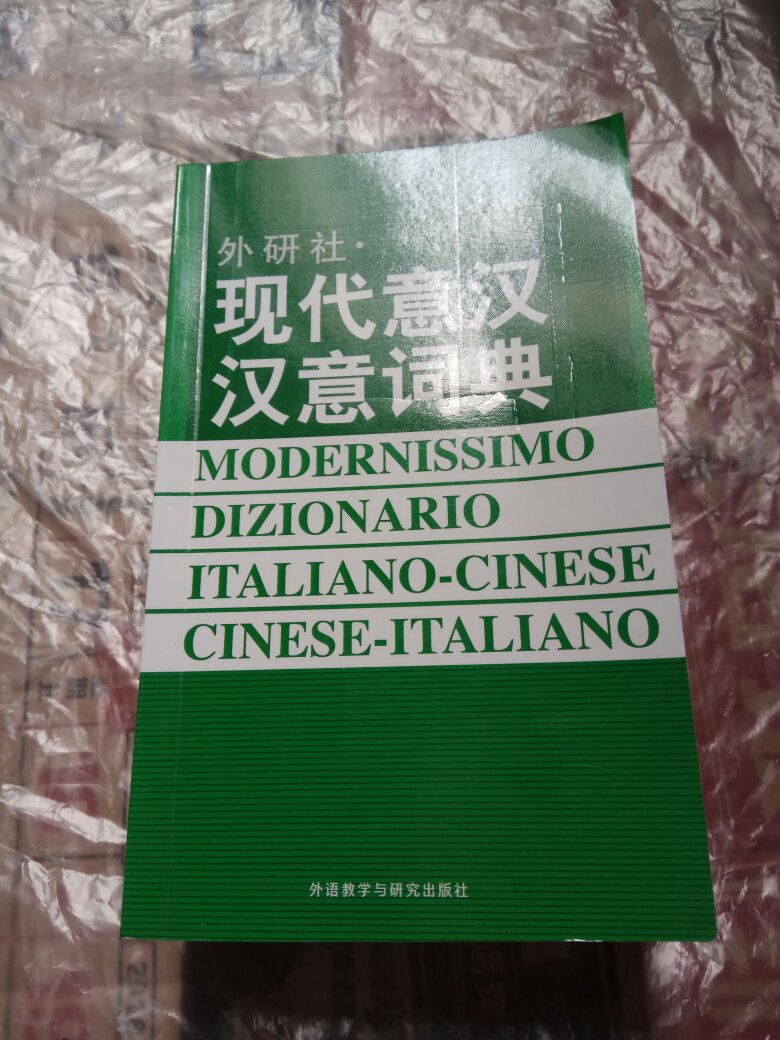 外研社·
现代意汉
汉意词典
MODERNISSIMO
DIZIONARIO
ITALIANO-CINESE
CINESE-ITALIANO
外语教学与研究出版社